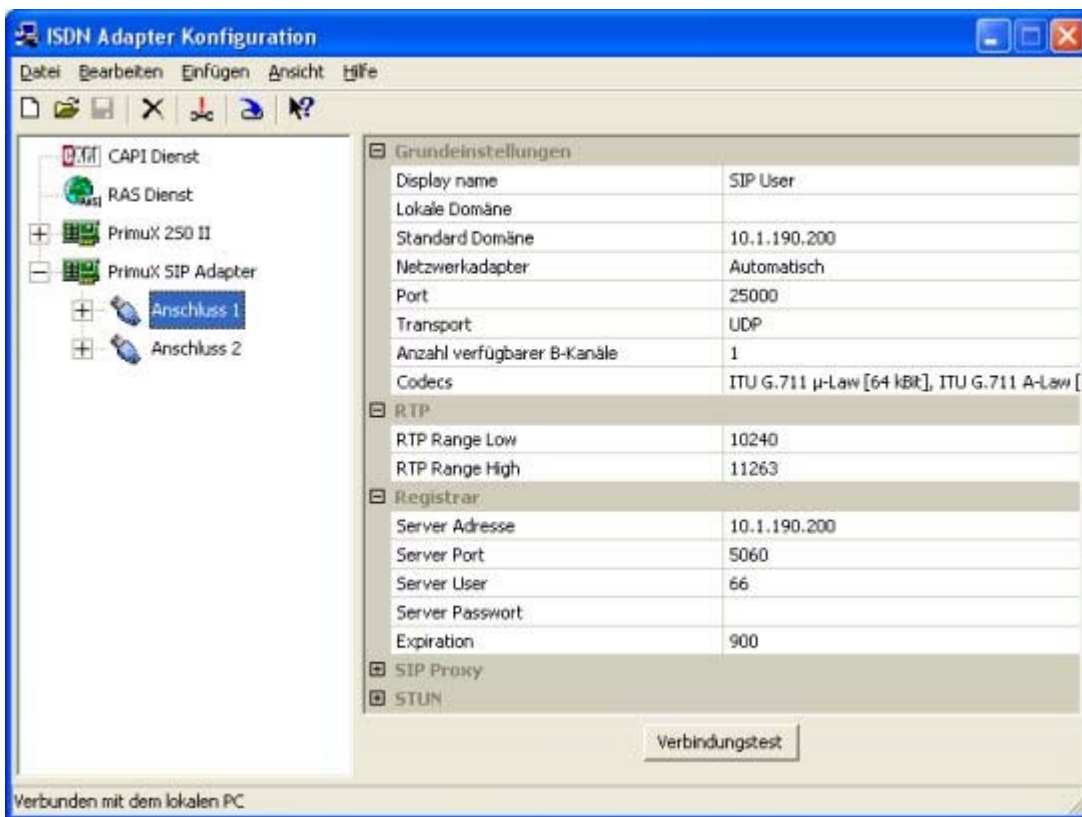 ISDN Adapter Konfiguration
Datei Bearbeiten Einfügen Ansicht Hilfe
CAPI Dienst
RAS Dienst
PrimuX 250 II
PrimuX SIP Adapter
Anschluss 1
Anschluss 2
Grundeinstellungen
Display name SIP User
Lokale Domäne
Standard Domäne 10.1.190.200
Netzwerkadapter Automatisch
Port 25000
Transport UDP
Anzahl verfügbarer B-Kanäle 1
Codecs ITU G.711 µ-Law [64 kBit], ITU G.711 A-Law [
RTP
RTP Range Low 10240
RTP Range High 11263
Registrar
Server Adresse 10.1.190.200
Server Port 5060
Server User 66
Server Passwort
Expiration 900
SIP Proxy
STUN
Verbindungstest
Verbunden mit dem lokalen PC